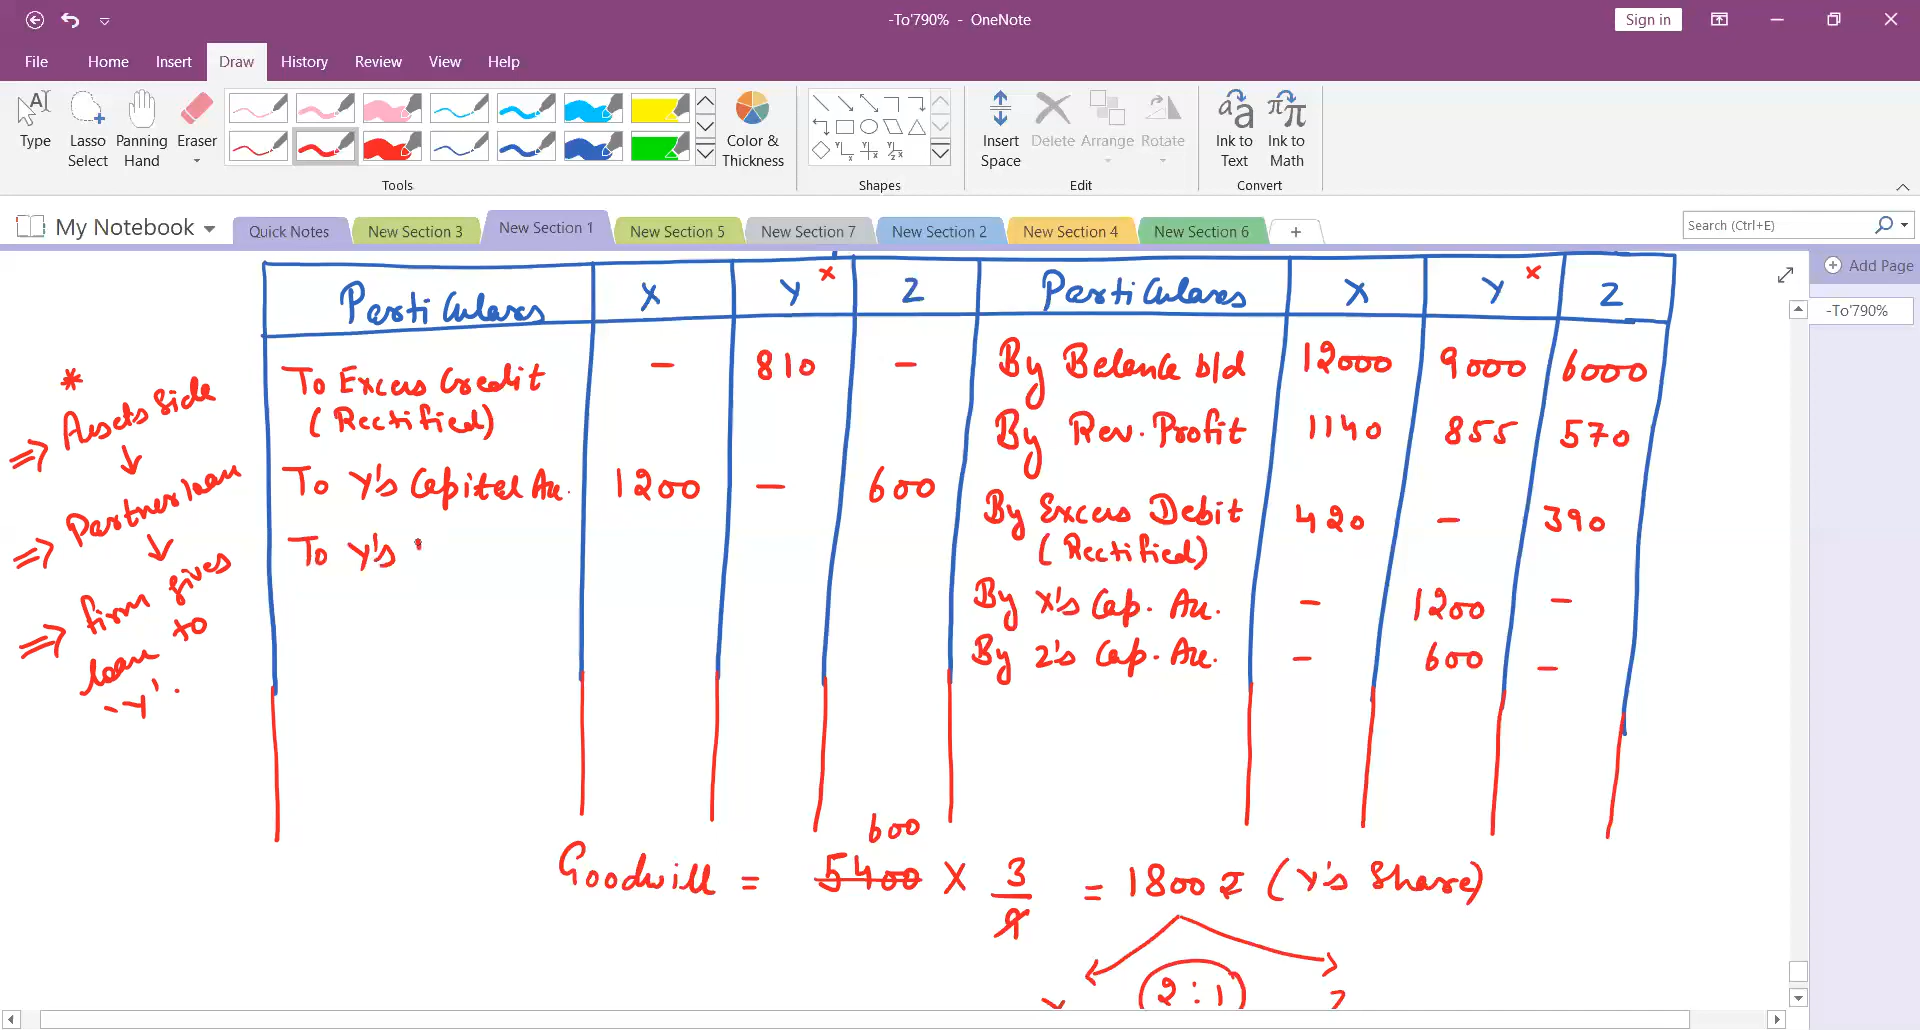 -To'790% - OneNote
Sign in
File Home Insert Draw History Review View Help
Type
Lasso Select
Panning Hand
Eraser
Color & Thickness
Insert Space
Delete
Arrange
Rotate
Ink to Text
Ink to Math
Tools Shapes Edit Convert
My Notebook Quick Notes New Section 3 New Section 1 New Section 5 New Section 7 New Section 2 New Section 4 New Section 6 +
Search (Ctrl+E)
Add Page
-To'790%
Particulars X Y x Z Particulars X Y x Z
To Excess Credit (Rectified) - 810 -
To Y's Capital Ac. 1200 - 600
To Y's
By Balance b/d 12000 9000 6000
By Rev. Profit 1140 855 570
By Excess Debit (Rectified) 420 - 390
By X's Cap. Ac. - 1200 -
By Z's Cap. Ac. - 600 -
*
⇒ Assets Side
↓
⇒ Partner loan
↓
⇒ firm gives
loan to
-Y'.
600
Goodwill = 5400 X 3/9 = 1800 (Y's Share)
2:1